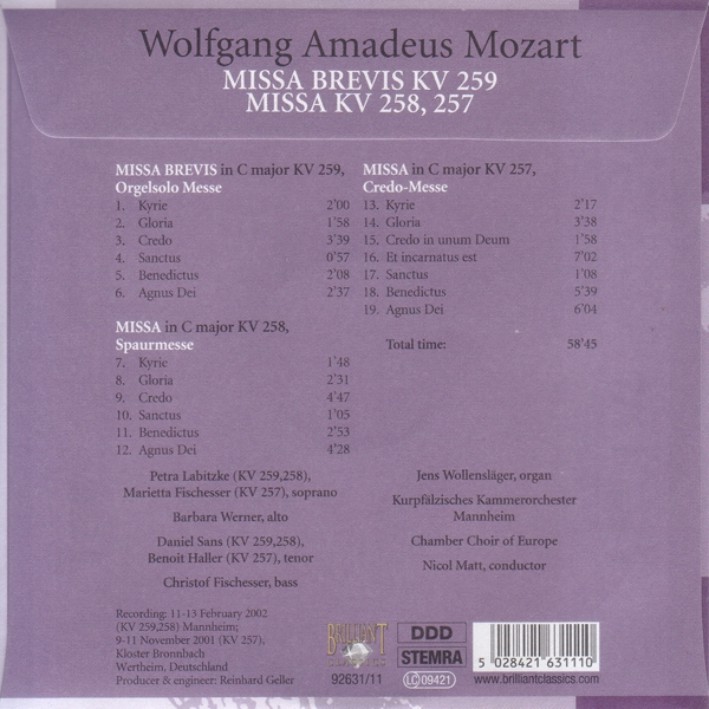 Wolfgang Amadeus Mozart
MISSA BREVIS KV 259
MISSA KV 258, 257
MISSA BREVIS in C major KV 259,
Orgelsolo Messe
1. Kyrie 2'00
2. Gloria 1'58
3. Credo 3'39
4. Sanctus 0'57
5. Benedictus 2'08
6. Agnus Dei 2'37
MISSA in C major KV 258,
Spaurmesse
7. Kyrie 1'48
8. Gloria 2'31
9. Credo 4'47
10. Sanctus 1'05
11. Benedictus 2'53
12. Agnus Dei 4'28
MISSA in C major KV 257,
Credo-Messe
13. Kyrie 2'17
14. Gloria 3'38
15. Credo in unum Deum 1'58
16. Et incarnatus est 7'02
17. Sanctus 1'08
18. Benedictus 5'39
19. Agnus Dei 6'04
Total time: 58'45
Petra Labitzke (KV 259,258),
Marietta Fischesser (KV 257), soprano
Barbara Werner, alto
Daniel Sans (KV 259,258),
Benoit Haller (KV 257), tenor
Christof Fischesser, bass
Jens Wollensläger, organ
Kurpfälzisches Kammerorchester
Mannheim
Chamber Choir of Europe
Nicol Matt, conductor
Recording: 11-13 February 2002
(KV 259,258) Mannheim;
9-11 November 2001 (KV 257),
Kloster Bronnbach
Wertheim, Deutschland
Producer & engineer: Reinhard Geller
BRILLIANT
CLASSICS
92631/11
DDD
STEMRA
LC 09421
5 028421 631110
www.brilliantclassics.com